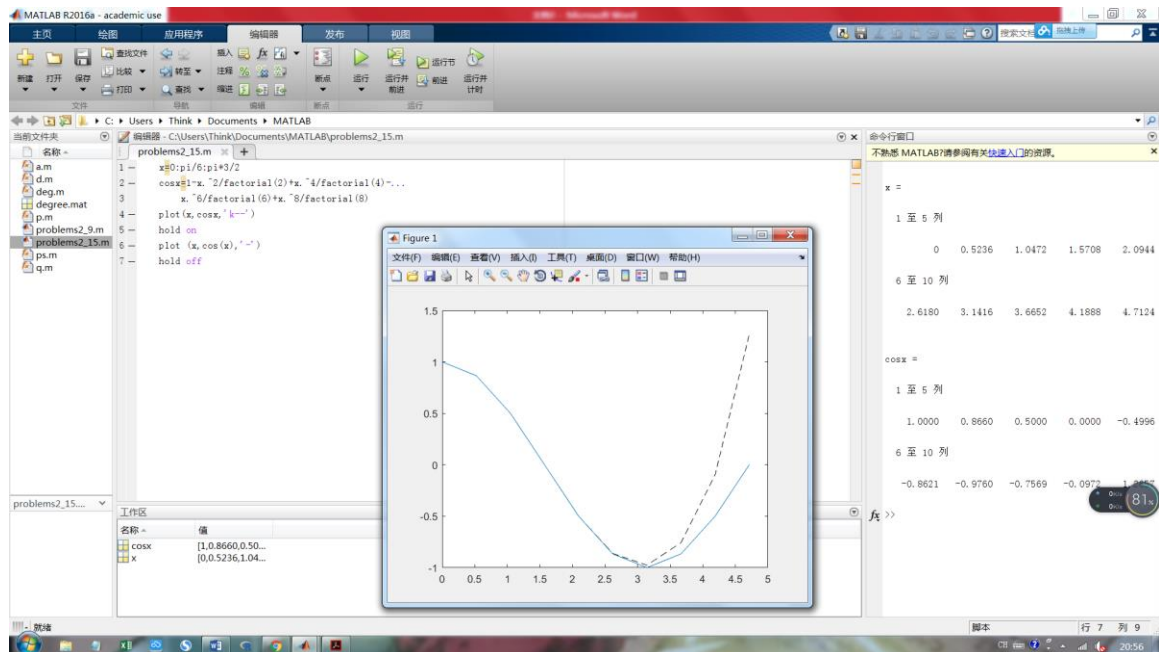 MATLAB R2016a - academic use
主页 绘图 应用程序 编辑器 发布 视图
搜索文档 拖拽上传
新建 打开 保存 查找文件 比较 打印 转至 查找 插入 fx 注释 缩进 断点 运行 运行并前进 运行节 前进 运行并计时
文件 导航 编辑 断点 运行
C: Users Think Documents MATLAB
当前文件夹
名称
a.m
d.m
deg.m
degree.mat
p.m
problems2_9.m
problems2_15.m
ps.m
q.m
problems2_15....
编辑器 - C:\Users\Think\Documents\MATLAB\problems2_15.m
problems2_15.m +
1 - x=0:pi/6:pi*3/2
2 - cosx=1-x.^2/factorial(2)+x.^4/factorial(4)-...
3 x.^6/factorial(6)+x.^8/factorial(8)
4 - plot(x,cosx,'k--')
5 - hold on
6 - plot (x,cos(x),'-')
7 - hold off
Figure 1
文件(F) 编辑(E) 查看(V) 插入(I) 工具(T) 桌面(D) 窗口(W) 帮助(H)
1.5
1
0.5
0
-0.5
-1
0 0.5 1 1.5 2 2.5 3 3.5 4 4.5 5
工作区
名称 值
cosx [1,0.8660,0.50...
x [0,0.5236,1.04...
命令行窗口
不熟悉 MATLAB?请参阅有关快速入门的资源。
x =
1 至 5 列
0 0.5236 1.0472 1.5708 2.0944
6 至 10 列
2.6180 3.1416 3.6652 4.1888 4.7124
cosx =
1 至 5 列
1.0000 0.8660 0.5000 0.0000 -0.4996
6 至 10 列
-0.8621 -0.9760 -0.7569 -0.0972
fx >>
81%
就绪
脚本 行 7 列 9
CH 20:56